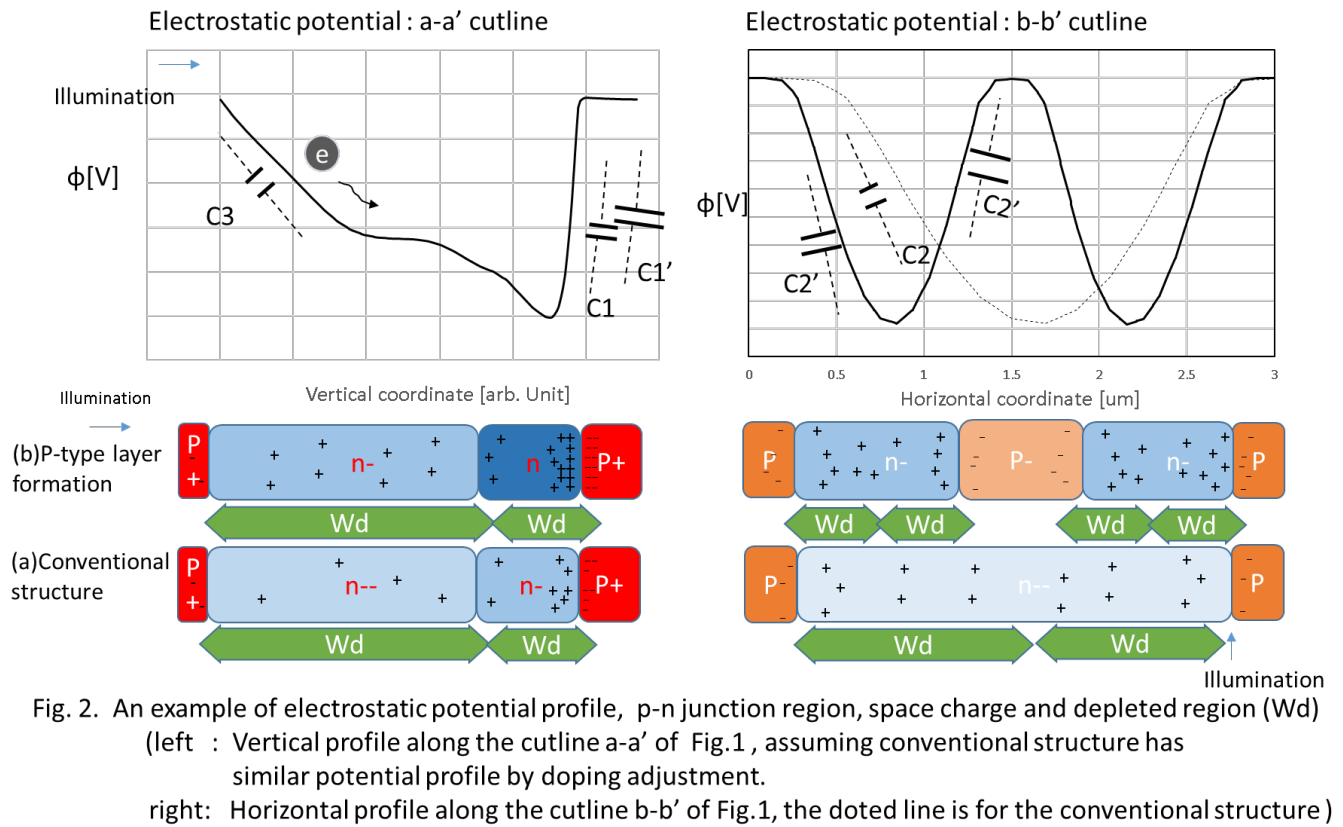 Electrostatic potential : a-a’ cutline
Illumination
e
ϕ[V]
C3
C1’
C1
Vertical coordinate [arb. Unit]
Electrostatic potential : b-b’ cutline
ϕ[V]
C2’
C2
C2’
0 0.5 1 1.5 2 2.5 3
Horizontal coordinate [um]
Illumination
(b)P-type layer
formation
P
+
n-
n
P+
Wd
Wd
P
n-
P-
n-
P
Wd
Wd
Wd
Wd
(a)Conventional
structure
P
+
n--
n-
P+
Wd
Wd
P
n--
P
Wd
Wd
Illumination
Fig. 2. An example of electrostatic potential profile, p-n junction region, space charge and depleted region (Wd)
(left : Vertical profile along the cutline a-a’ of Fig.1 , assuming conventional structure has
similar potential profile by doping adjustment.
right: Horizontal profile along the cutline b-b’ of Fig.1, the doted line is for the conventional structure )